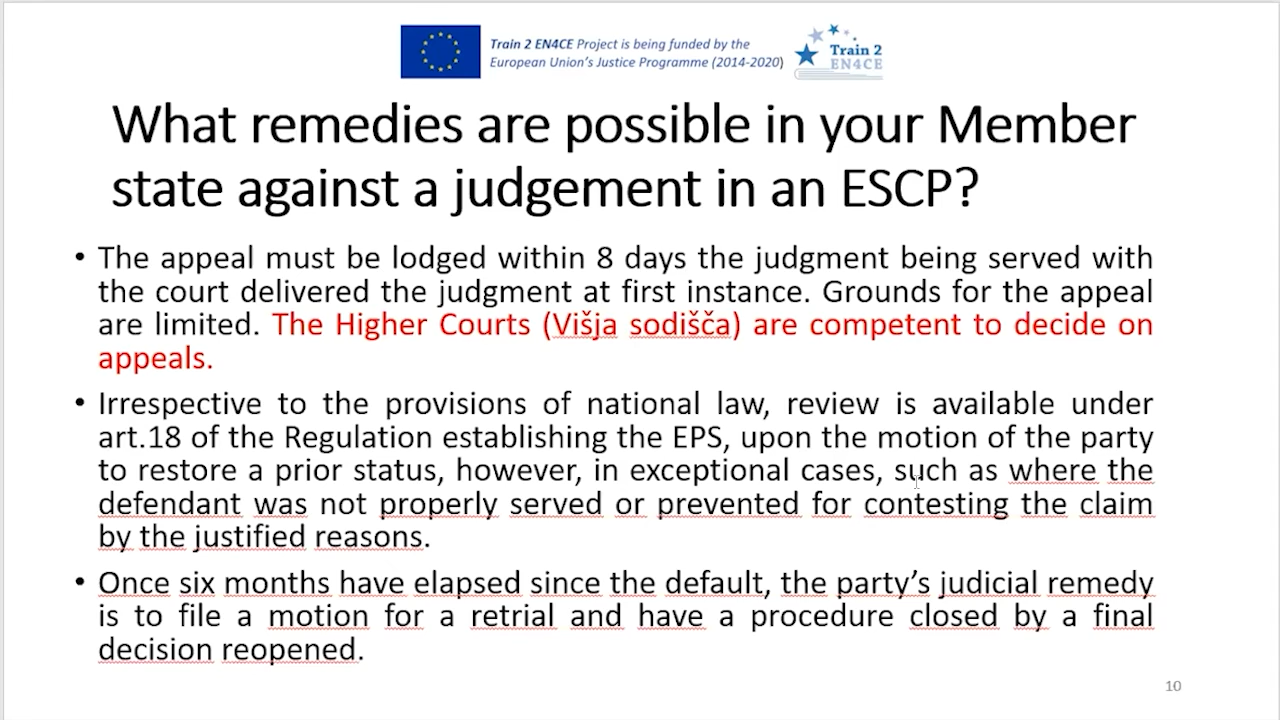 Train 2 EN4CE Project is being funded by the
European Union's Justice Programme (2014-2020)
Train 2
EN4CE
What remedies are possible in your Member
state against a judgement in an ESCP?
• The appeal must be lodged within 8 days the judgment being served with
the court delivered the judgment at first instance. Grounds for the appeal
are limited. The Higher Courts (Višja sodišča) are competent to decide on
appeals.
• Irrespective to the provisions of national law, review is available under
art.18 of the Regulation establishing the EPS, upon the motion of the party
to restore a prior status, however, in exceptional cases, such as where the
defendant was not properly served or prevented for contesting the claim
by the justified reasons.
• Once six months have elapsed since the default, the party's judicial remedy
is to file a motion for a retrial and have a procedure closed by a final
decision reopened.
10